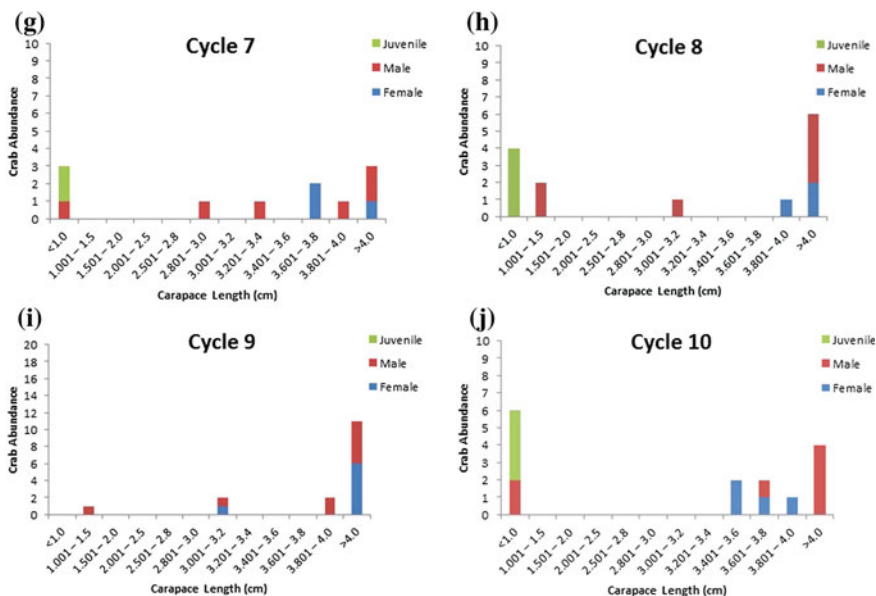 (g)
Cycle 7
Juvenile
Male
Female
Crab Abundance
10
9
8
7
6
5
4
3
2
1
0
<1.0
1.001 – 1.5
1.501 – 2.0
2.001 – 2.5
2.501 – 2.8
2.801 – 3.0
3.001 – 3.2
3.201 – 3.4
3.401 – 3.6
3.601 – 3.8
3.801 – 4.0
>4.0
Carapace Length (cm)
(h)
Cycle 8
Juvenile
Male
Female
Crab Abundance
10
9
8
7
6
5
4
3
2
1
0
<1.0
1.001 – 1.5
1.501 – 2.0
2.001 – 2.5
2.501 – 2.8
2.801 – 3.0
3.001 – 3.2
3.201 – 3.4
3.401 – 3.6
3.601 – 3.8
3.801 – 4.0
>4.0
Carapace Length (cm)
(i)
Cycle 9
Juvenile
Male
Female
Crab Abundance
20
18
16
14
12
10
8
6
4
2
0
<1.0
1.001 – 1.5
1.501 – 2.0
2.001 – 2.5
2.501 – 2.8
2.801 – 3.0
3.001 – 3.2
3.201 – 3.4
3.401 – 3.6
3.601 – 3.8
3.801 – 4.0
>4.0
Carapace Length (cm)
(j)
Cycle 10
Juvenile
Male
Female
Crab Abundance
10
9
8
7
6
5
4
3
2
1
0
<1.0
1.001 – 1.5
1.501 – 2.0
2.001 – 2.5
2.501 – 2.8
2.801 – 3.0
3.001 – 3.2
3.201 – 3.4
3.401 – 3.6
3.601 – 3.8
3.801 – 4.0
>4.0
Carapace Length (cm)